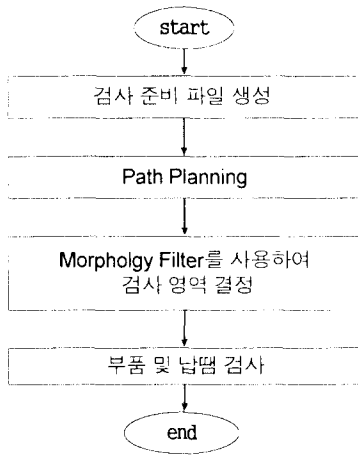 start
검사 준비 파일 생성
Path Planning
Morpholgy Filter를 사용하여
검사 영역 결정
부품 및 납땜 검사
end